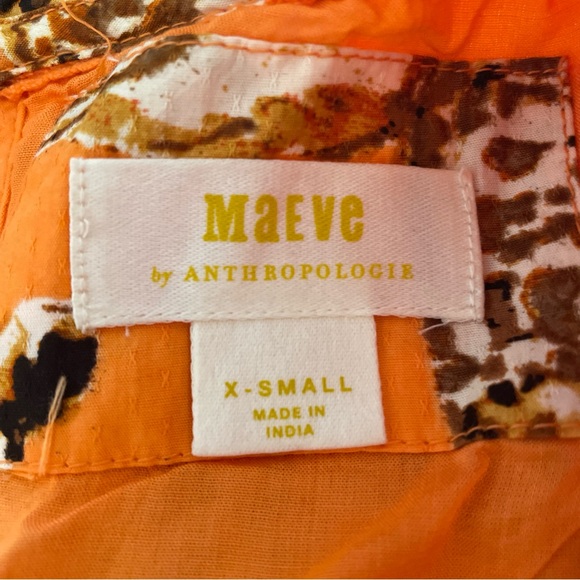 MaEVe
by ANTHROPOLOGIE
X-SMALL
MADE IN
INDIA